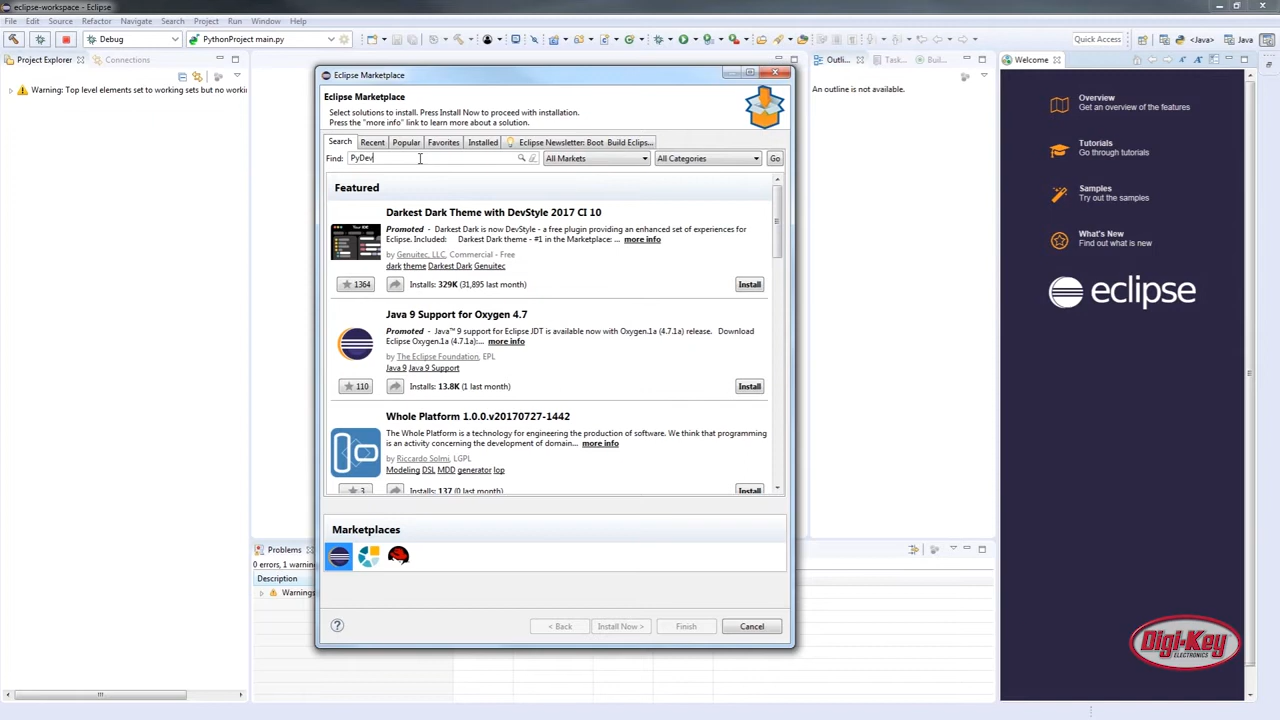 eclipse-workspace - Eclipse
File Edit Source Refactor Navigate Search Project Run Window Help
Debug PythonProject main.py Quick Access <Java> Java
Project Explorer Connections Outli... Task... Buil... Welcome
Warning: Top level elements set to working sets but no worki
An outline is not available.
Eclipse Marketplace
Eclipse Marketplace
Select solutions to install. Press Install Now to proceed with installation.
Press the "more info" link to learn more about a solution.
Search Recent Popular Favorites Installed Eclipse Newsletter: Boot Build Eclips...
Find: PyDev All Markets All Categories Go
Featured
Darkest Dark Theme with DevStyle 2017 CI 10
Promoted - Darkest Dark is now DevStyle - a free plugin providing an enhanced set of experiences for
Eclipse. Included: Darkest Dark theme - #1 in the Marketplace: ... more info
by Genuitec, LLC, Commercial - Free
dark theme Darkest Dark Genuitec
1364 Installs: 329K (31,895 last month) Install
Java 9 Support for Oxygen 4.7
Promoted - Java™ 9 support for Eclipse JDT is available now with Oxygen.1a (4.7.1a) release. Download
Eclipse Oxygen.1a (4.7.1a):... more info
by The Eclipse Foundation, EPL
Java 9 Java 9 Support
110 Installs: 13.8K (1 last month) Install
Whole Platform 1.0.0.v20170727-1442
The Whole Platform is a technology for engineering the production of software. We think that programming
is an activity concerning the development of domain... more info
by Riccardo Solmi, LGPL
Modeling DSL MDD generator lop
3 Installs: 137 (0 last month) Install
Marketplaces
< Back Install Now > Finish Cancel
Problems
0 errors, 1 warning
Description
Warnings
Overview
Get an overview of the features
Tutorials
Go through tutorials
Samples
Try out the samples
What's New
Find out what is new
eclipse
Digi-Key
ELECTRONICS